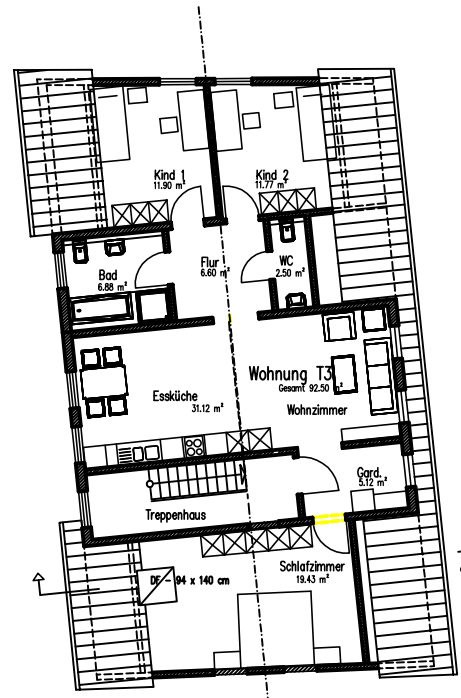 Kind 1
11.90 m²
Kind 2
11.77 m²
Flur
6.60 m²
WC
2.50 m²
Bad
6.88 m²
Wohnung T3
Gesamt 92.50 m²
Essküche
31.12 m²
Wohnzimmer
Gard.
5.12 m²
Treppenhaus
Schlafzimmer
19.43 m²
DF - 94 x 140 cm